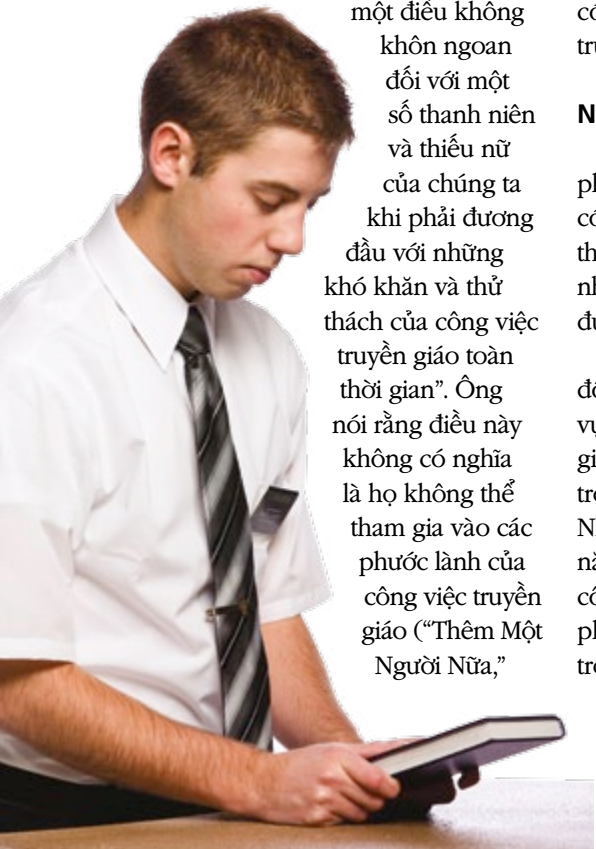 một điều không
khôn ngoan
đối với một
số thanh niên
và thiếu nữ
của chúng ta
khi phải đương
đầu với những
khó khăn và thử
thách của công việc
truyền giáo toàn
thời gian”. Ông
nói rằng điều này
không có nghĩa
là họ không thể
tham gia vào các
phước lành của
công việc truyền
giáo (“Thêm Một
Người Nữa,”